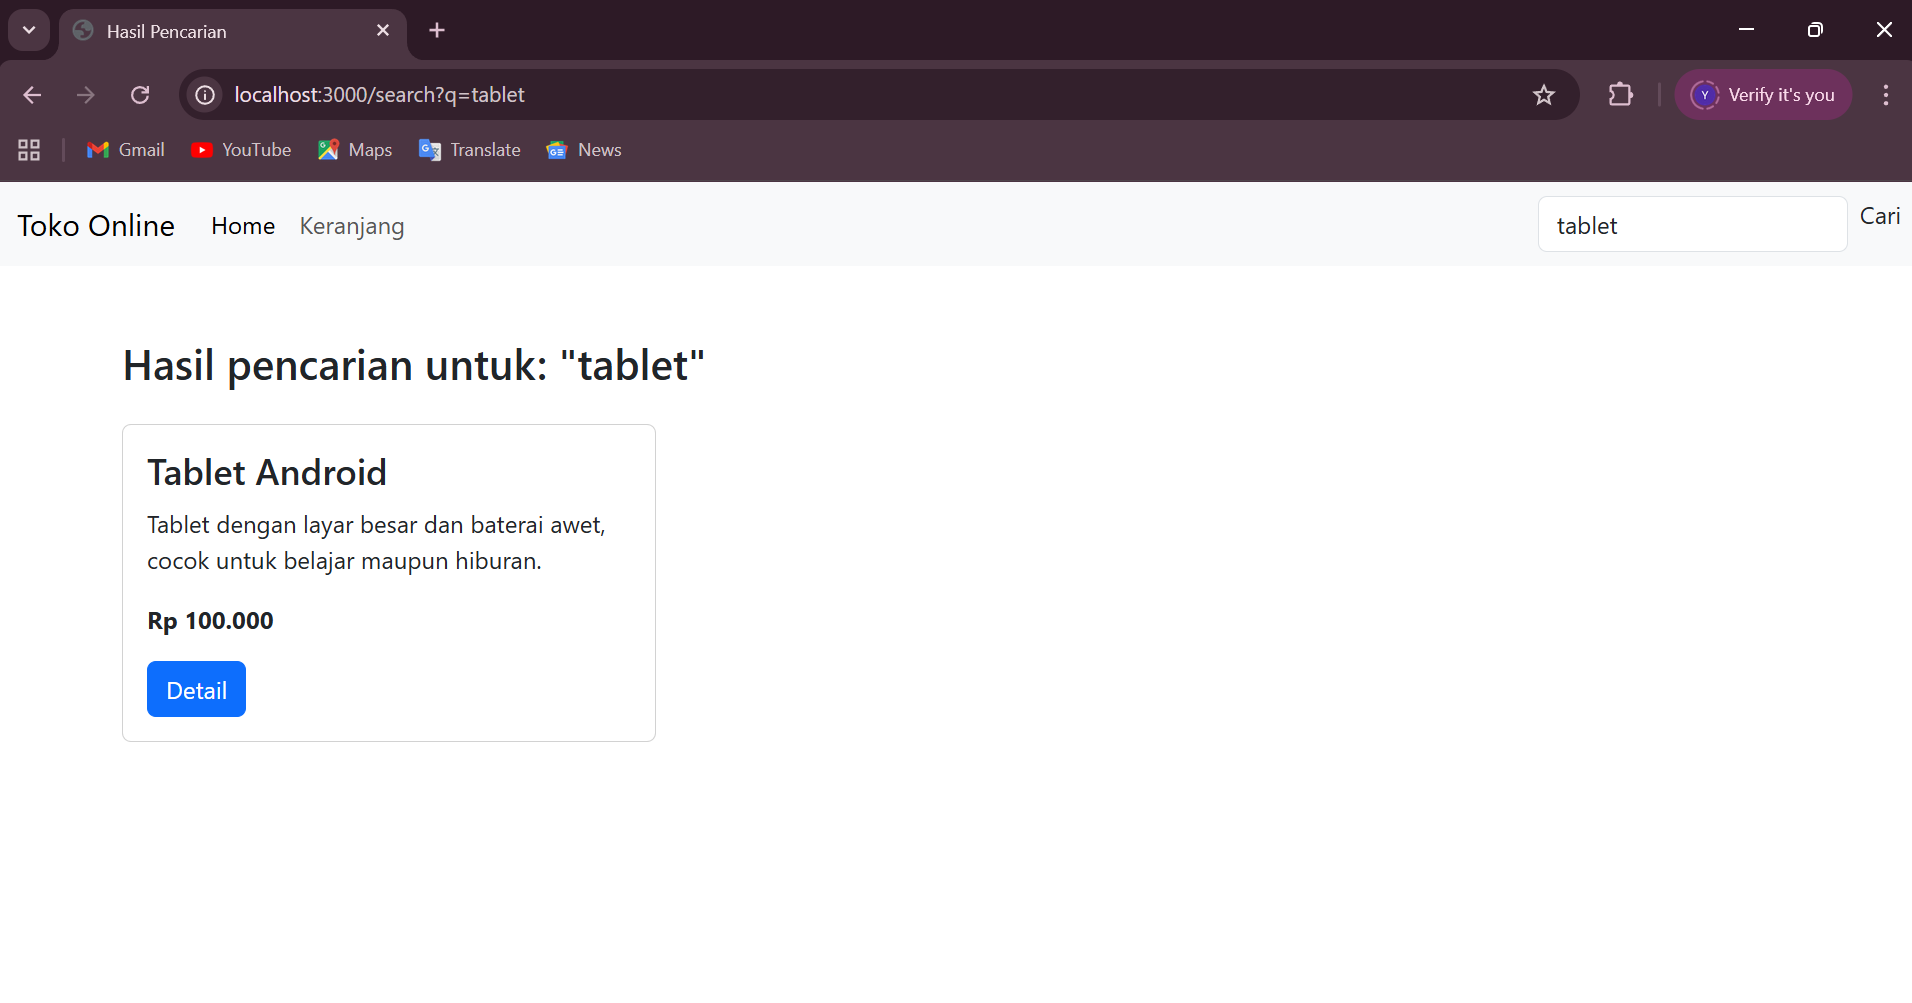 Hasil Pencarian
localhost:3000/search?q=tablet
Y Verify it's you
Gmail YouTube Maps Translate News
Toko Online Home Keranjang tablet Cari
Hasil pencarian untuk: "tablet"
Tablet Android
Tablet dengan layar besar dan baterai awet,
cocok untuk belajar maupun hiburan.
Rp 100.000
Detail